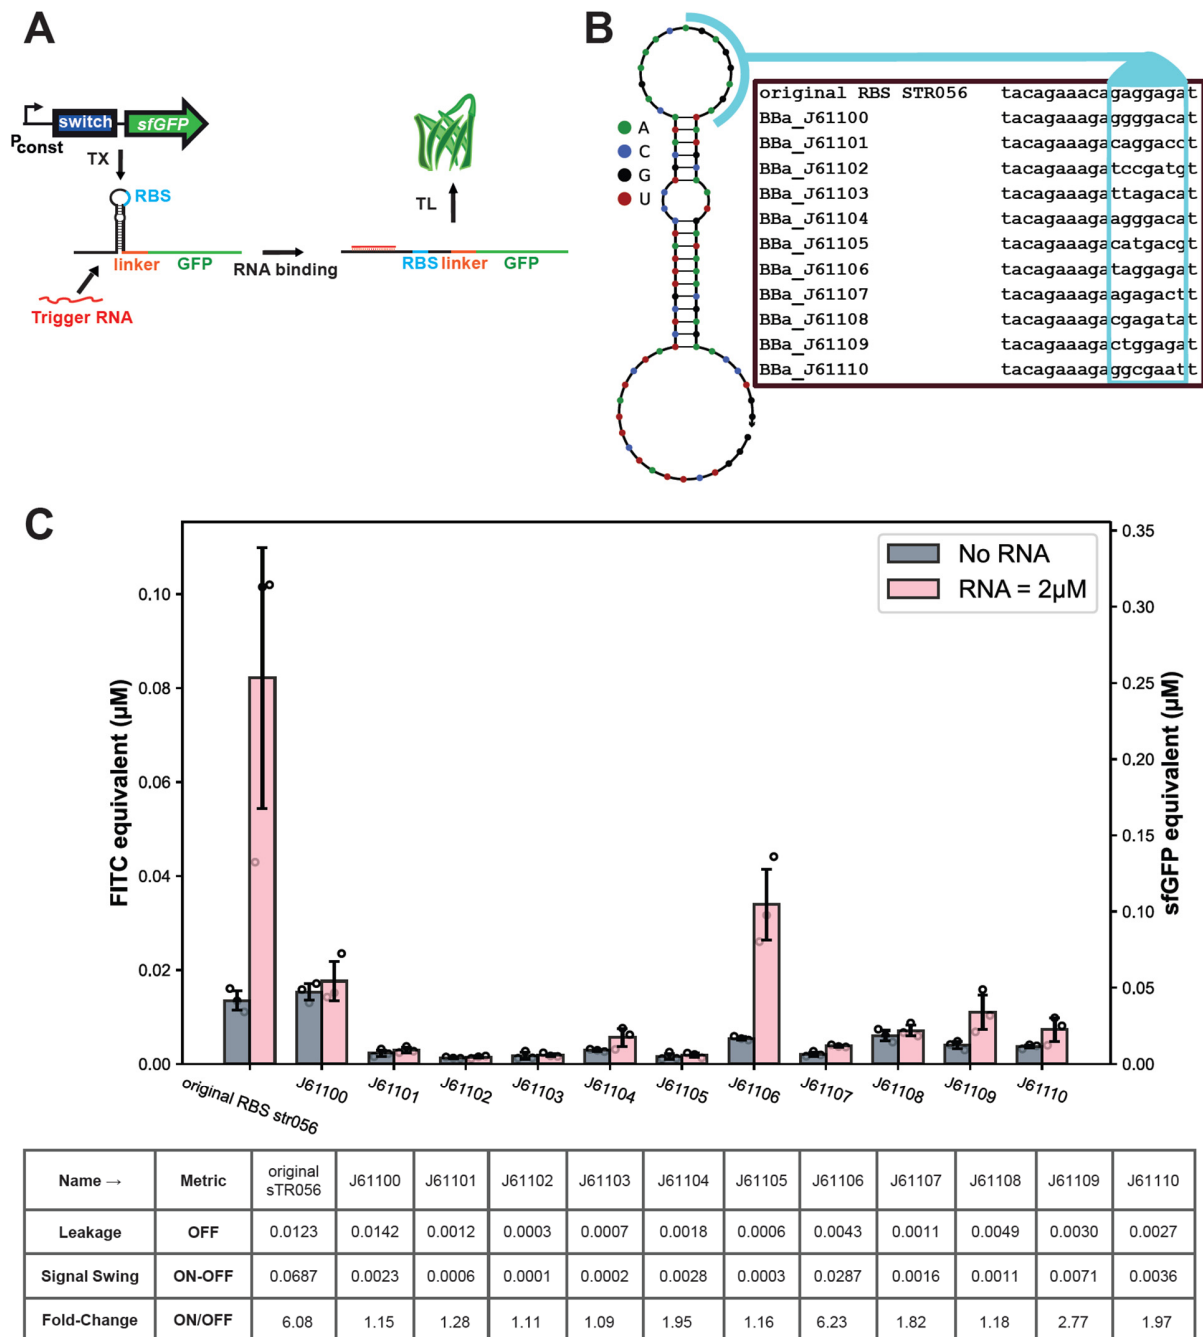 A
P const
switch
sfGFP
TX
RBS
linker
GFP
Trigger RNA
RNA binding
TL
RBS
linker
GFP
B
A
C
G
U
original RBS STR056 tacagaaacagaggagat
BBa_J61100 tacagaaagaggggacat
BBa_J61101 tacagaaagacaggacct
BBa_J61102 tacagaaagatccgatgt
BBa_J61103 tacagaaagattagacat
BBa_J61104 tacagaaagaagggacat
BBa_J61105 tacagaaagacatgacgt
BBa_J61106 tacagaaagataggagat
BBa_J61107 tacagaaagaagagactt
BBa_J61108 tacagaaagacgagatat
BBa_J61109 tacagaaagactggagat
BBa_J61110 tacagaaagaggcgaatt
C
No RNA
RNA = 2µM
FITC equivalent (µM)
0.10
0.08
0.06
0.04
0.02
0.00
sfGFP equivalent (µM)
0.35
0.30
0.25
0.20
0.15
0.10
0.05
0.00
original RBS str056
J61100
J61101
J61102
J61103
J61104
J61105
J61106
J61107
J61108
J61109
J61110
Name → Metric original sTR056 J61100 J61101 J61102 J61103 J61104 J61105 J61106 J61107 J61108 J61109 J61110
Leakage OFF 0.0123 0.0142 0.0012 0.0003 0.0007 0.0018 0.0006 0.0043 0.0011 0.0049 0.0030 0.0027
Signal Swing ON-OFF 0.0687 0.0023 0.0006 0.0001 0.0002 0.0028 0.0003 0.0287 0.0016 0.0011 0.0071 0.0036
Fold-Change ON/OFF 6.08 1.15 1.28 1.11 1.09 1.95 1.16 6.23 1.82 1.18 2.77 1.97